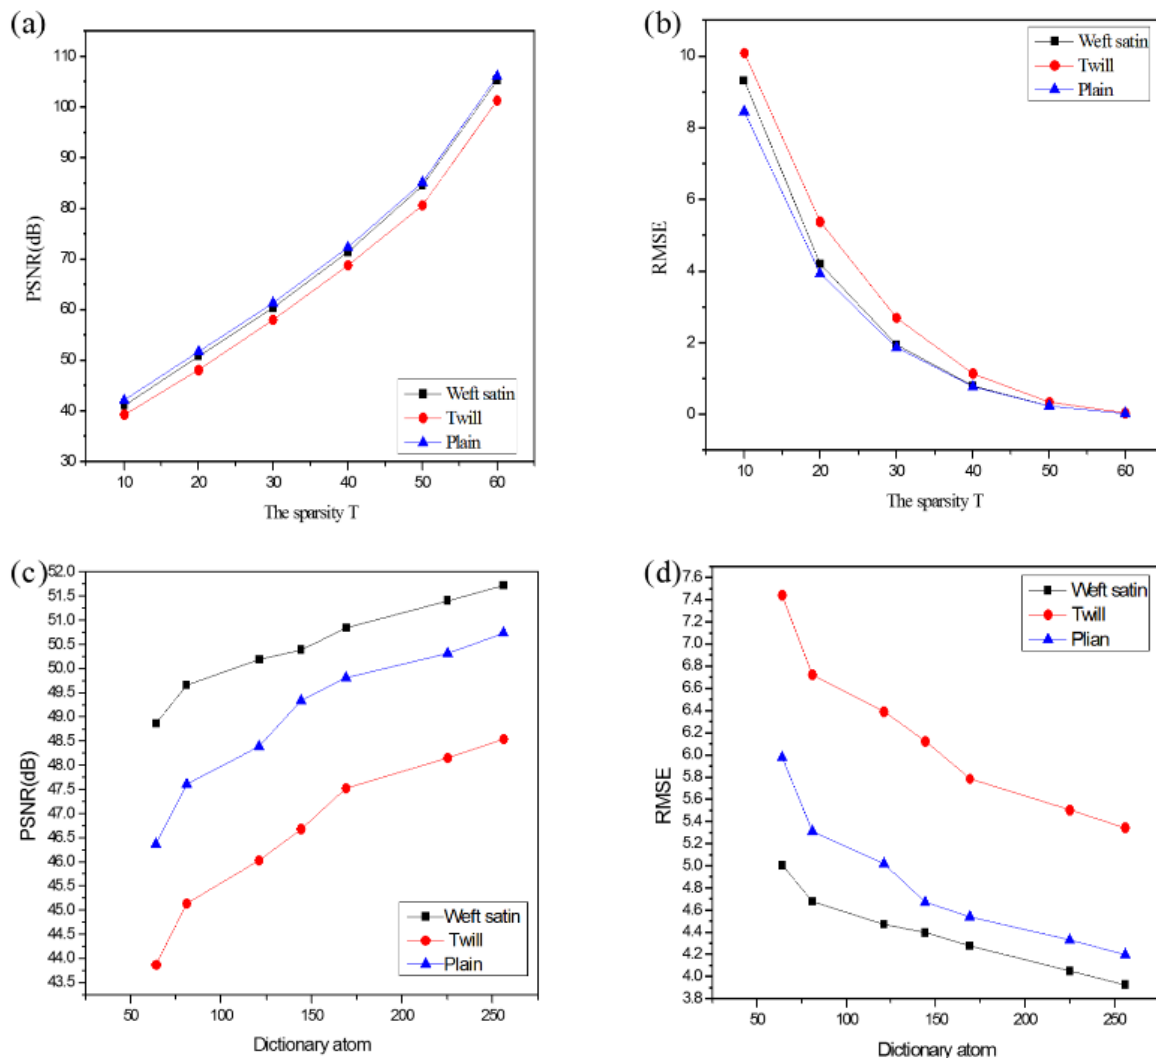 (a)
110
100
90
80
70
60
50
40
30
PSNR(dB)
Weft satin
Twill
Plain
10 20 30 40 50 60
The sparsity T
(b)
10
8
6
4
2
0
RMSE
Weft satin
Twill
Plain
10 20 30 40 50 60
The sparsity T
(c)
52.0
51.5
51.0
50.5
50.0
49.5
49.0
48.5
48.0
47.5
47.0
46.5
46.0
45.5
45.0
44.5
44.0
43.5
PSNR(dB)
Weft satin
Twill
Plain
50 100 150 200 250
Dictionary atom
(d)
7.6
7.4
7.2
7.0
6.8
6.6
6.4
6.2
6.0
5.8
5.6
5.4
5.2
5.0
4.8
4.6
4.4
4.2
4.0
3.8
RMSE
Weft satin
Twill
Plian
50 100 150 200 250
Dictionary atom